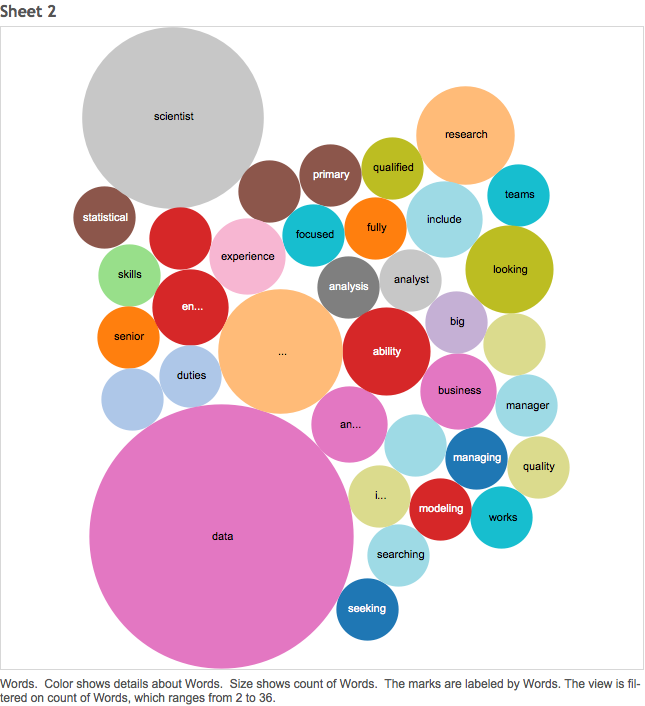 Sheet 2
scientist
research
qualified
primary
teams
statistical
include
fully
focused
experience
looking
skills
analyst
analysis
en...
big
senior
...
ability
duties
business
manager
an...
managing
quality
i...
modeling
works
data
searching
seeking
Words.  Color shows details about Words.  Size shows count of Words.  The marks are labeled by Words. The view is fil-
tered on count of Words, which ranges from 2 to 36.